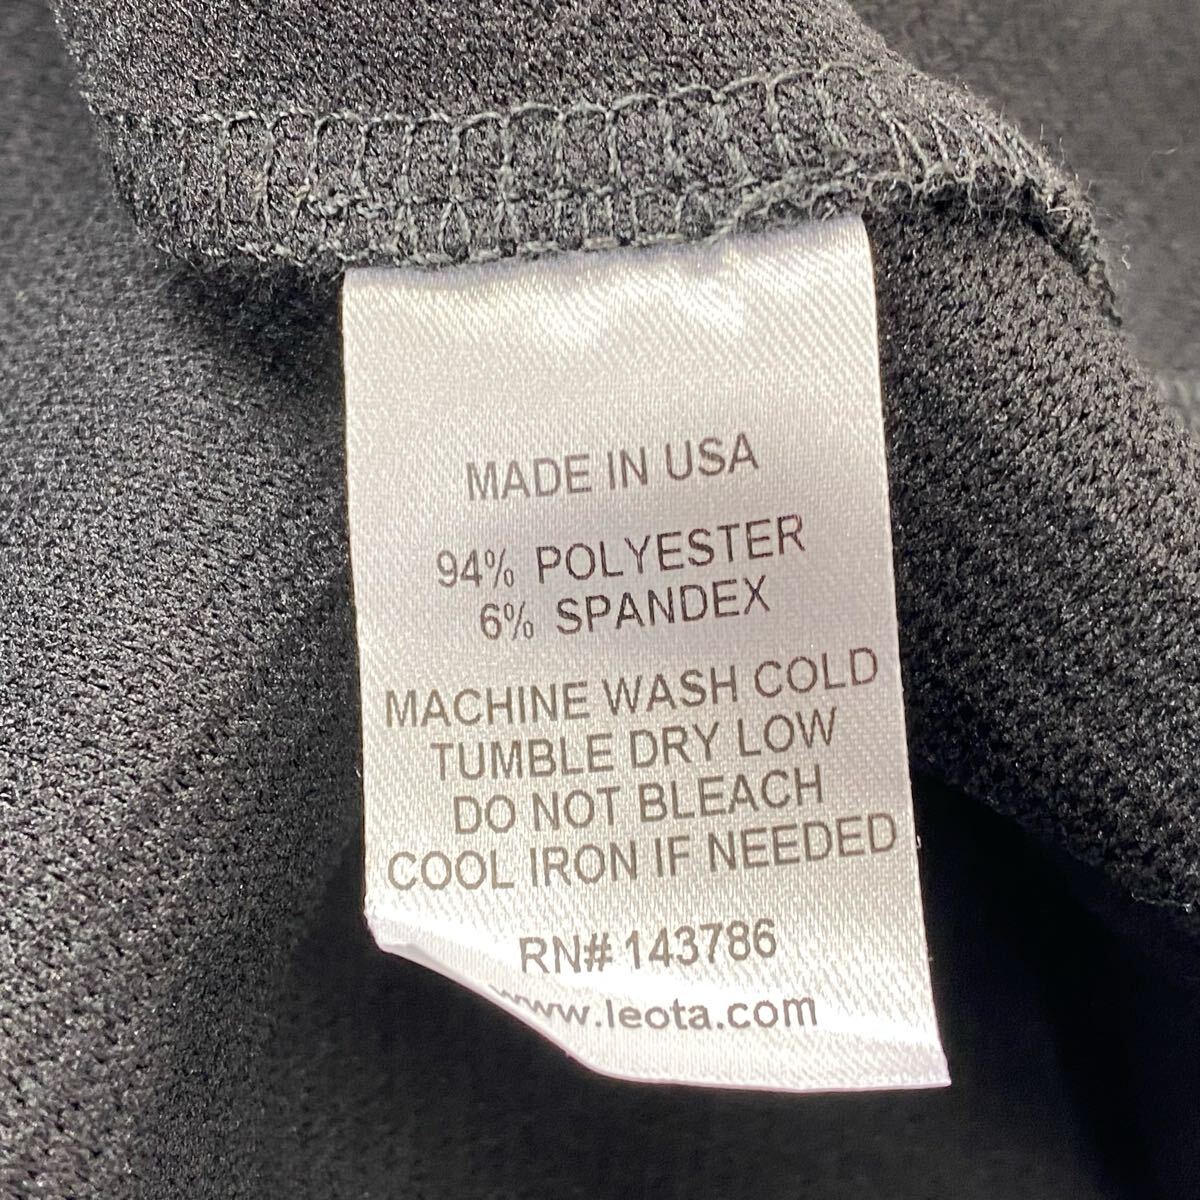 MADE IN USA
94% POLYESTER
6% SPANDEX
MACHINE WASH COLD
TUMBLE DRY LOW
DO NOT BLEACH
COOL IRON IF NEEDED
RN# 143786
www.leota.com